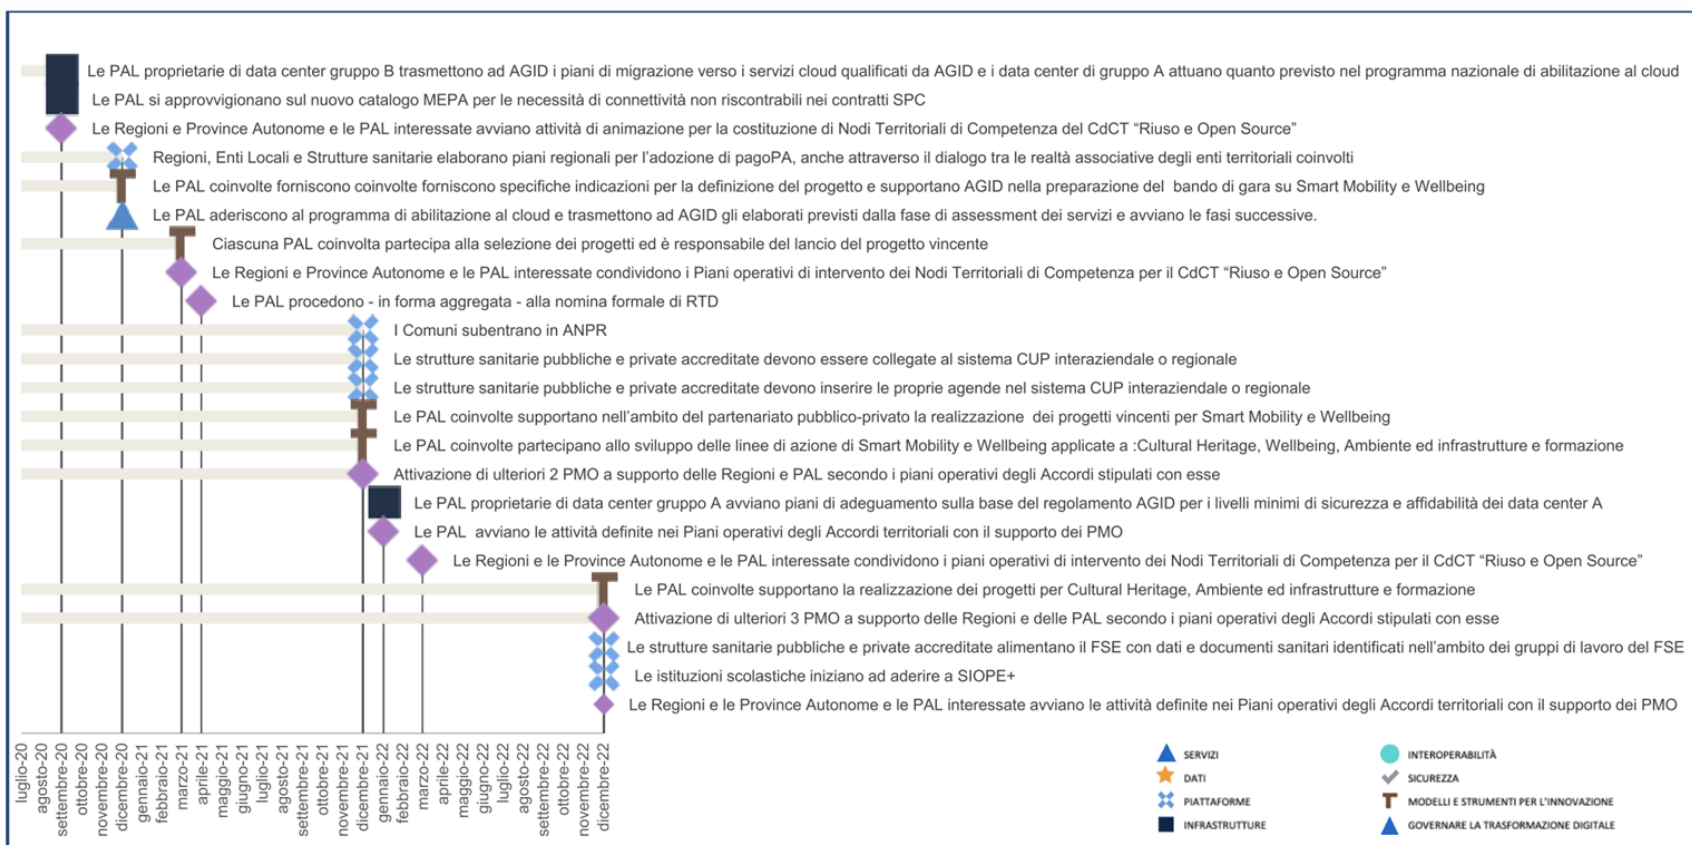 Le PAL proprietarie di data center gruppo B trasmettono ad AGID i piani di migrazione verso i servizi cloud qualificati da AGID e i data center di gruppo A attuano quanto previsto nel programma nazionale di abilitazione al cloud
Le PAL si approvvigionano sul nuovo catalogo MEPA per le necessità di connettività non riscontrabili nei contratti SPC
Le Regioni e Province Autonome e le PAL interessate avviano attività di animazione per la costituzione di Nodi Territoriali di Competenza del CdCT “Riuso e Open Source”
Regioni, Enti Locali e Strutture sanitarie elaborano piani regionali per l’adozione di pagoPA, anche attraverso il dialogo tra le realtà associative degli enti territoriali coinvolti
Le PAL coinvolte forniscono coinvolte forniscono specifiche indicazioni per la definizione del progetto e supportano AGID nella preparazione del bando di gara su Smart Mobility e Wellbeing
Le PAL aderiscono al programma di abilitazione al cloud e trasmettono ad AGID gli elaborati previsti dalla fase di assessment dei servizi e avviano le fasi successive.
Ciascuna PAL coinvolta partecipa alla selezione dei progetti ed è responsabile del lancio del progetto vincente
Le Regioni e Province Autonome e le PAL interessate condividono i Piani operativi di intervento dei Nodi Territoriali di Competenza per il CdCT “Riuso e Open Source”
Le PAL procedono - in forma aggregata - alla nomina formale di RTD
I Comuni subentrano in ANPR
Le strutture sanitarie pubbliche e private accreditate devono essere collegate al sistema CUP interaziendale o regionale
Le strutture sanitarie pubbliche e private accreditate devono inserire le proprie agende nel sistema CUP interaziendale o regionale
Le PAL coinvolte supportano nell’ambito del partenariato pubblico-privato la realizzazione dei progetti vincenti per Smart Mobility e Wellbeing
Le PAL coinvolte partecipano allo sviluppo delle linee di azione di Smart Mobility e Wellbeing applicate a :Cultural Heritage, Wellbeing, Ambiente ed infrastrutture e formazione
Attivazione di ulteriori 2 PMO a supporto delle Regioni e PAL secondo i piani operativi degli Accordi stipulati con esse
Le PAL proprietarie di data center gruppo A avviano piani di adeguamento sulla base del regolamento AGID per i livelli minimi di sicurezza e affidabilità dei data center A
Le PAL avviano le attività definite nei Piani operativi degli Accordi territoriali con il supporto dei PMO
Le Regioni e le Province Autonome e le PAL interessate condividono i piani operativi di intervento dei Nodi Territoriali di Competenza per il CdCT “Riuso e Open Source”
Le PAL coinvolte supportano la realizzazione dei progetti per Cultural Heritage, Ambiente ed infrastrutture e formazione
Attivazione di ulteriori 3 PMO a supporto delle Regioni e delle PAL secondo i piani operativi degli Accordi stipulati con esse
Le strutture sanitarie pubbliche e private accreditate alimentano il FSE con dati e documenti sanitari identificati nell’ambito dei gruppi di lavoro del FSE
Le istituzioni scolastiche iniziano ad aderire a SIOPE+
Le Regioni e le Province Autonome e le PAL interessate avviano le attività definite nei Piani operativi degli Accordi territoriali con il supporto dei PMO
luglio-20
agosto-20
settembre-20
ottobre-20
novembre-20
dicembre-20
gennaio-21
febbraio-21
marzo-21
aprile-21
maggio-21
giugno-21
luglio-21
agosto-21
settembre-21
ottobre-21
novembre-21
dicembre-21
gennaio-22
febbraio-22
marzo-22
aprile-22
maggio-22
giugno-22
luglio-22
agosto-22
settembre-22
ottobre-22
novembre-22
dicembre-22
SERVIZI
DATI
PIATTAFORME
INFRASTRUTTURE
INTEROPERABILITÀ
SICUREZZA
MODELLI E STRUMENTI PER L’INNOVAZIONE
GOVERNARE LA TRASFORMAZIONE DIGITALE